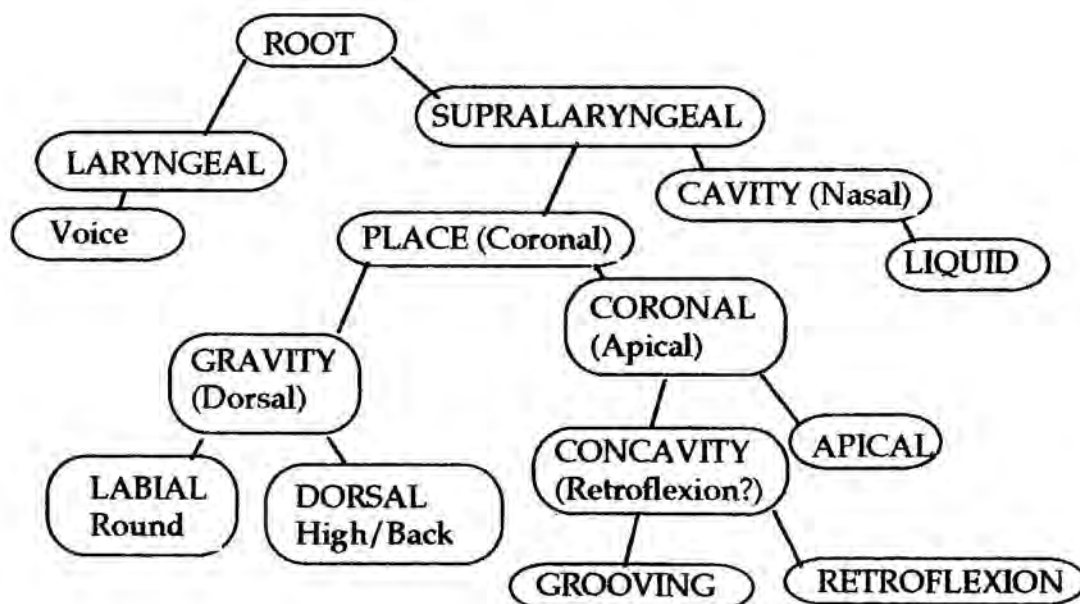 ROOT
SUPRALARYNGEAL
LARYNGEAL
CAVITY (Nasal)
Voice
PLACE (Coronal)
LIQUID
CORONAL
(Apical)
GRAVITY
(Dorsal)
APICAL
CONCAVITY
(Retroflexion?)
LABIAL
Round
DORSAL
High/Back
GROOVING
RETROFLEXION